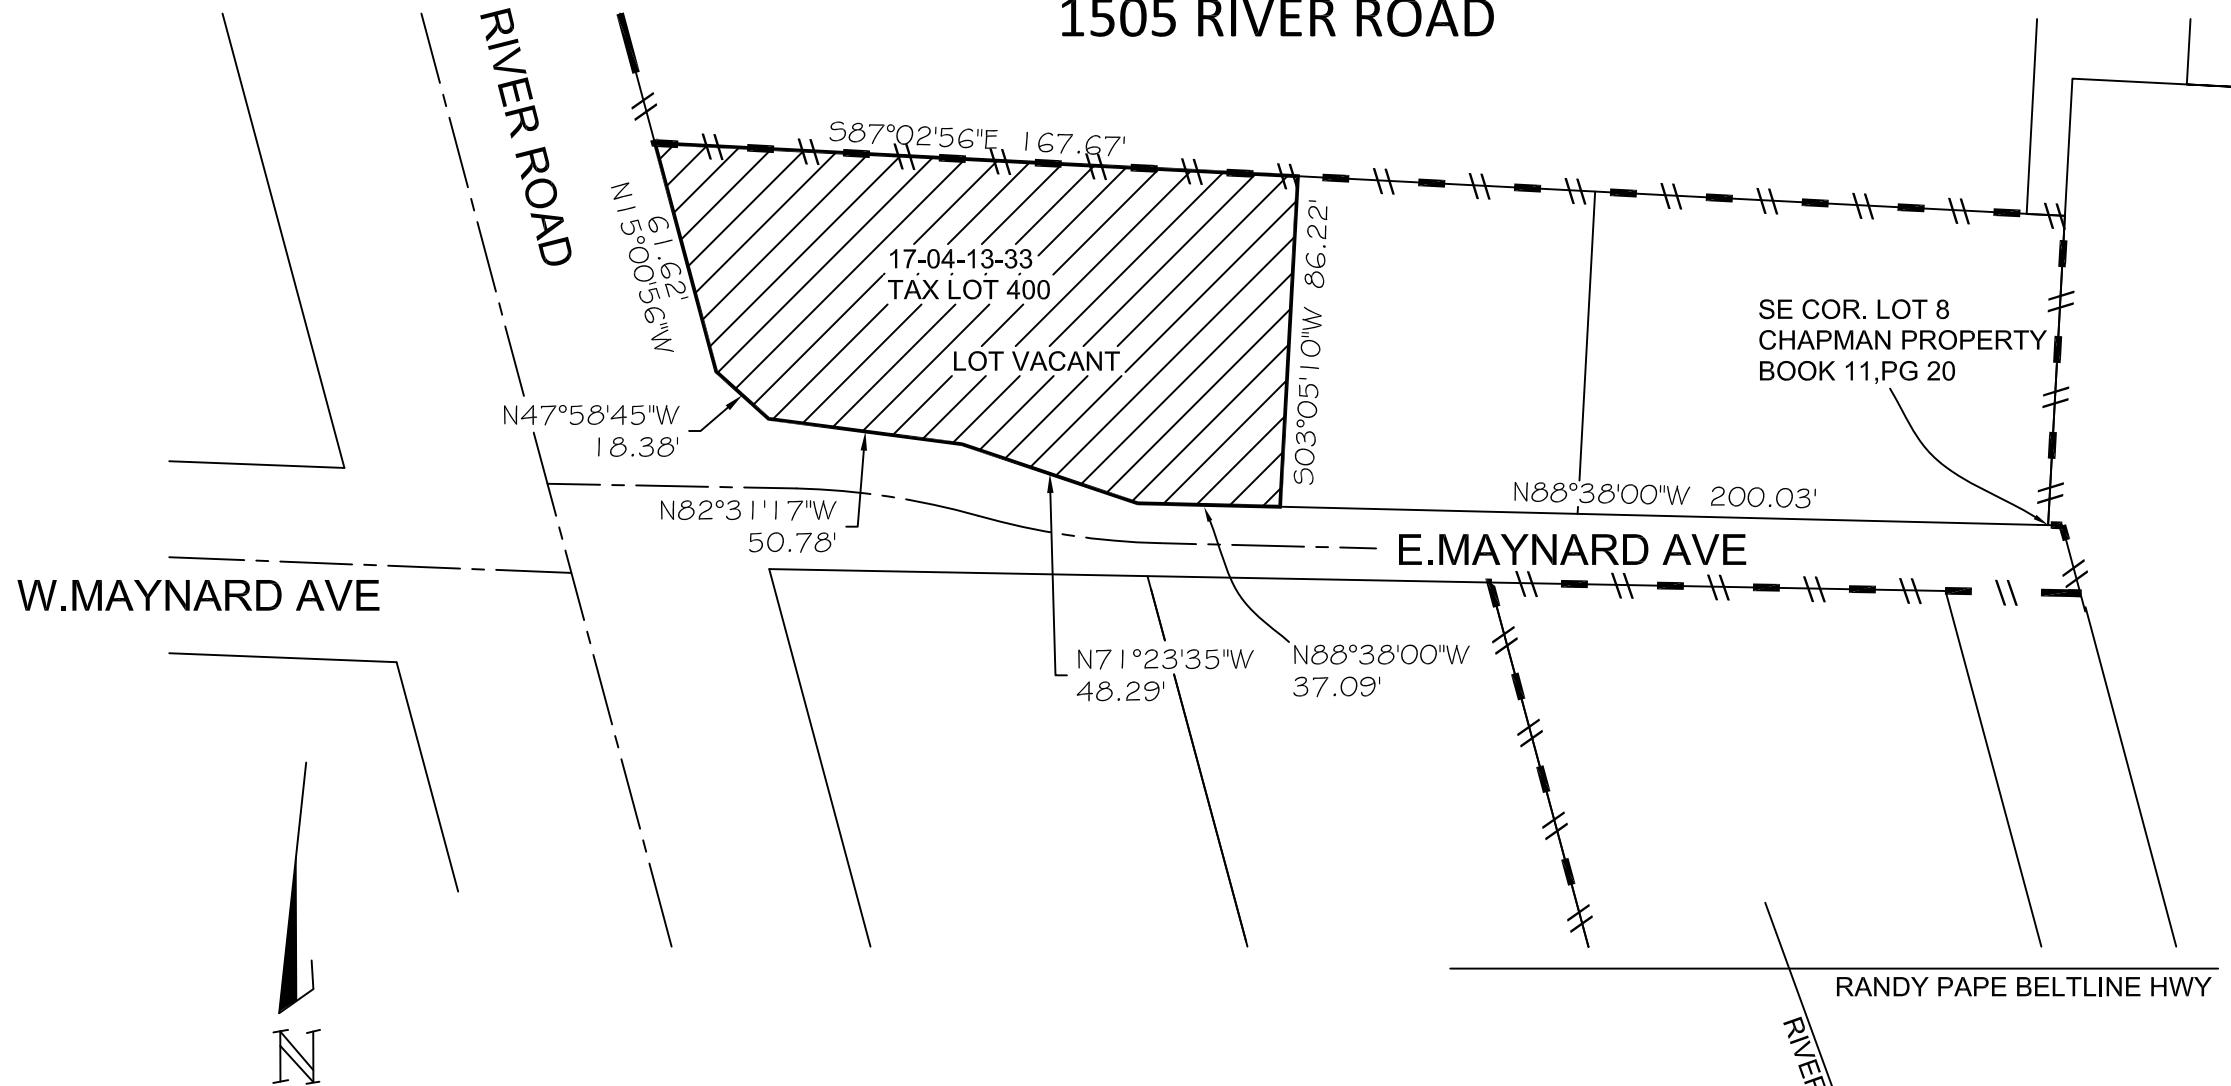 1505 RIVER ROAD
RIVER ROAD
S87°02'56"E 167.67'
61.62'
N15°00'56"W
17-04-13-33
TAX LOT 400
LOT VACANT
S03°05'10"W 86.22'
SE COR. LOT 8
CHAPMAN PROPERTY
BOOK 11,PG 20
N47°58'45"W
18.38'
N82°31'17"W
50.78'
N88°38'00"W 200.03'
E.MAYNARD AVE
W.MAYNARD AVE
N71°23'35"W
48.29'
N88°38'00"W
37.09'
RANDY PAPE BELTLINE HWY
RIVER
N